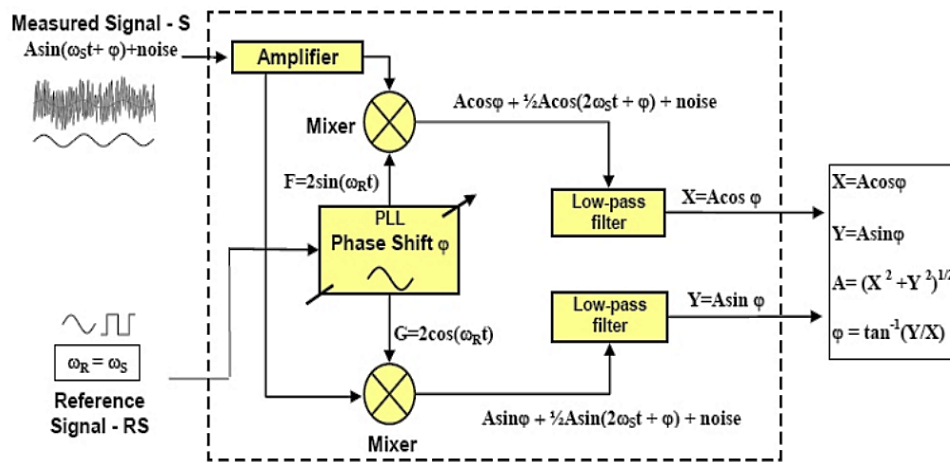 Measured Signal - S
Asin(ωSt+ φ)+noise
Amplifier
Mixer
Acosφ + ½Acos(2ωSt + φ) + noise
F=2sin(ωRt)
PLL
Phase Shift φ
Low-pass
filter
X=Acos φ
X=Acosφ
Y=Asinφ
A= (X² +Y²)^1/2
φ = tan⁻¹(Y/X)
Low-pass
filter
Y=Asin φ
G=2cos(ωRt)
ωR = ωS
Reference
Signal - RS
Mixer
Asinφ + ½Asin(2ωSt + φ) + noise